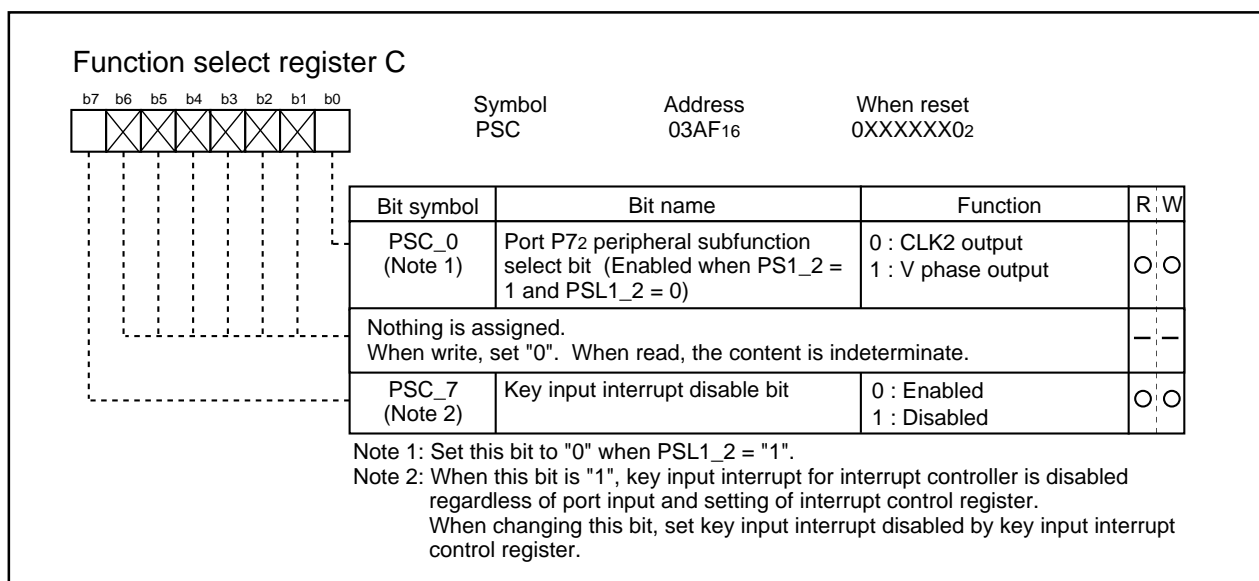 Function select register C
b7 b6 b5 b4 b3 b2 b1 b0
Symbol Address When reset
PSC 03AF16 0XXXXXX02
Bit symbol Bit name Function R W
PSC_0 Port P72 peripheral subfunction 0 : CLK2 output
(Note 1) select bit (Enabled when PS1_2 = 1 : V phase output
1 and PSL1_2 = 0)
Nothing is assigned.
When write, set "0". When read, the content is indeterminate.
PSC_7 Key input interrupt disable bit 0 : Enabled
(Note 2) 1 : Disabled
Note 1: Set this bit to "0" when PSL1_2 = "1".
Note 2: When this bit is "1", key input interrupt for interrupt controller is disabled
regardless of port input and setting of interrupt control register.
When changing this bit, set key input interrupt disabled by key input interrupt
control register.